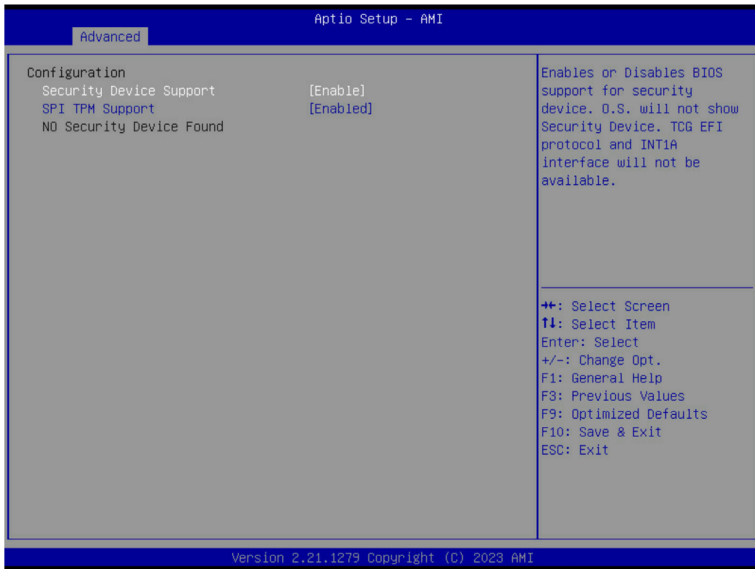 Aptio Setup - AMI
Advanced
Configuration
Security Device Support [Enable]
SPI TPM Support [Enabled]
NO Security Device Found
Enables or Disables BIOS
support for security
device. O.S. will not show
Security Device. TCG EFI
protocol and INT1A
interface will not be
available.
→←: Select Screen
↑↓: Select Item
Enter: Select
+/-: Change Opt.
F1: General Help
F3: Previous Values
F9: Optimized Defaults
F10: Save & Exit
ESC: Exit
Version 2.21.1279 Copyright (C) 2023 AMI